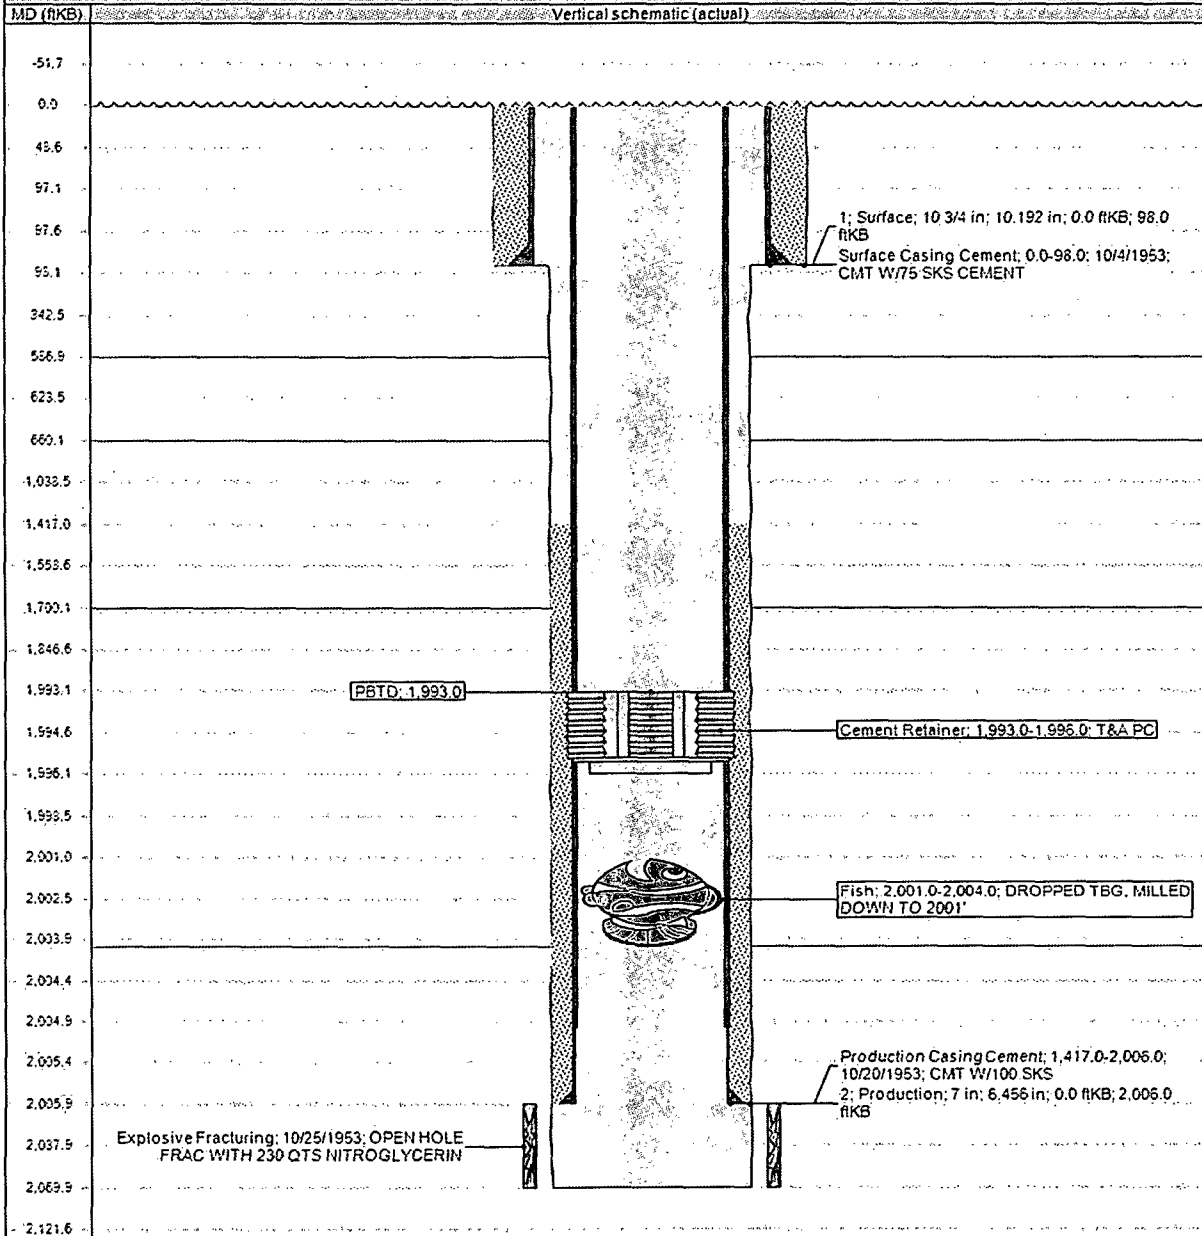 MD (ftKB)
Vertical schematic (actual)
-51.7
0.9
48.6
97.1
97.6
98.1
342.5
586.9
623.5
660.1
1,038.5
1,417.0
1,558.6
1,700.1
1,846.6
1,993.1
1,994.6
1,996.1
1,998.5
2,001.0
2,002.5
2,003.9
2,004.4
2,004.9
2,005.4
2,005.9
2,037.9
2,069.9
2,121.6
1; Surface; 10 3/4 in; 10.192 in; 0.0 ftKB; 98.0
ftKB
Surface Casing Cement; 0.0-98.0; 10/4/1953;
CMT W/75 SKS CEMENT
PBTD; 1,993.0
Cement Retainer; 1,993.0-1,996.0; T&A PC
Fish; 2,001.0-2,004.0; DROPPED TBG, MILLED
DOWN TO 2001'
Production Casing Cement; 1,417.0-2,006.0;
10/20/1953; CMT W/100 SKS
2; Production; 7 in; 6.456 in; 0.0 ftKB; 2,006.0
ftKB
Explosive Fracturing; 10/25/1953; OPEN HOLE
FRAC WITH 230 QTS NITROGLYCERIN